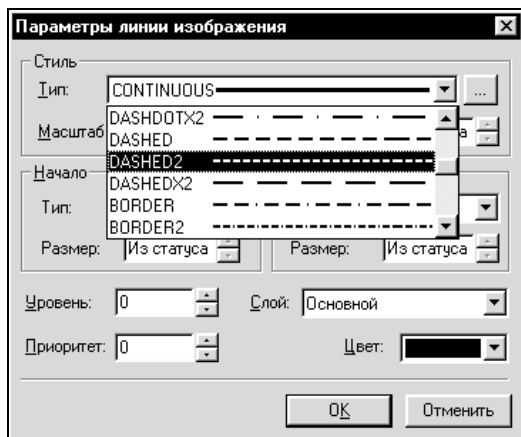 Параметры линии изображения
Стиль
Тип: CONTINUOUS ...
DASHDOTX2
Масштаб
DASHED
DASHED2
DASHEDX2
BORDER
BORDER2
Начало
Тип:
Размер: Из статуса Размер: Из статуса
Уровень: 0 Слой: Основной
Приоритет: 0 Цвет:
OK Отменить